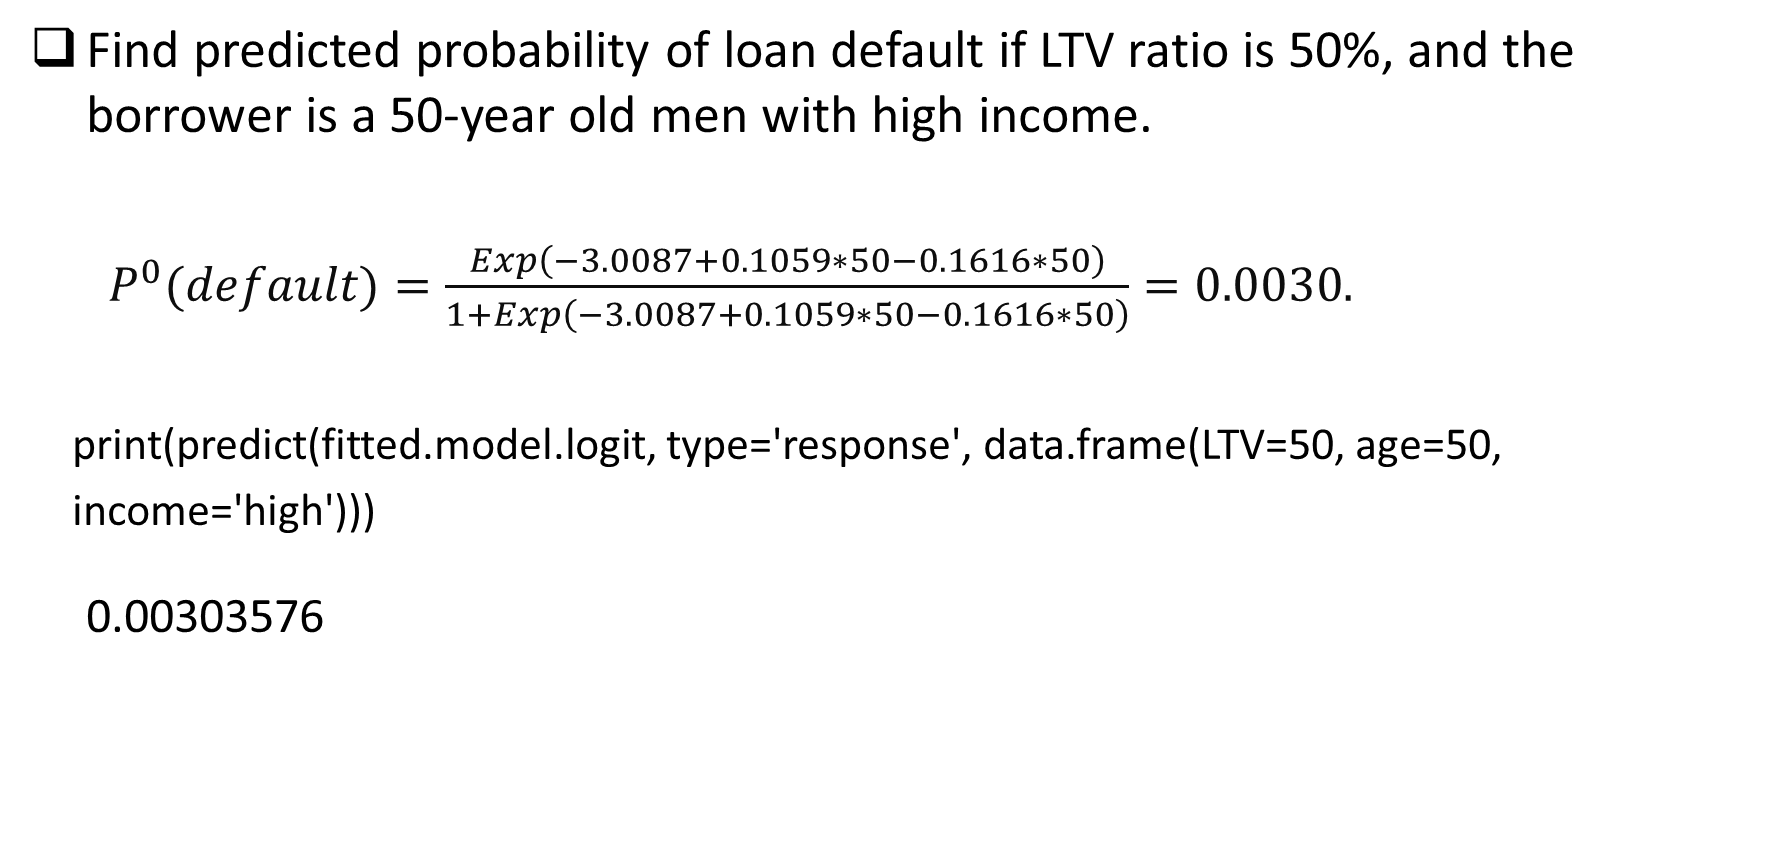 ❑ Find predicted probability of loan default if LTV ratio is 50%, and the
borrower is a 50-year old men with high income.
P⁰(default) = Exp(−3.0087+0.1059∗50−0.1616∗50) / 1+Exp(−3.0087+0.1059∗50−0.1616∗50) = 0.0030.
print(predict(fitted.model.logit, type='response', data.frame(LTV=50, age=50,
income='high')))
0.00303576